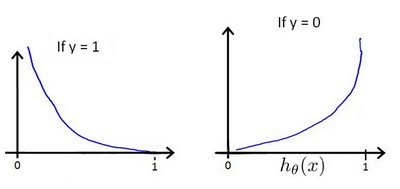 If y = 1
0 1
If y = 0
0 1
hθ(x)